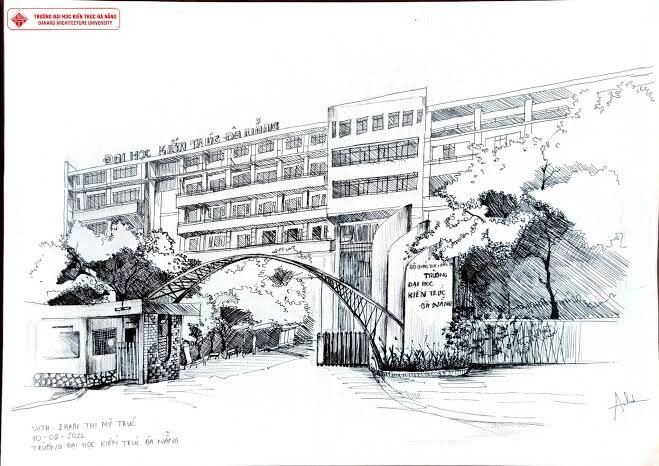 TRƯỜNG ĐẠI HỌC KIẾN TRÚC ĐÀ NẴNG
DANANG ARCHITECTURE UNIVERSITY
ĐẠI HỌC KIẾN TRÚC ĐÀ NẴNG
TRƯỜNG
ĐẠI HỌC
KIẾN TRÚC
ĐÀ NẴNG
SVTH : PHẠM THỊ MỸ TRÚC
TRƯỜNG ĐẠI HỌC KIẾN TRÚC ĐÀ NẴNG